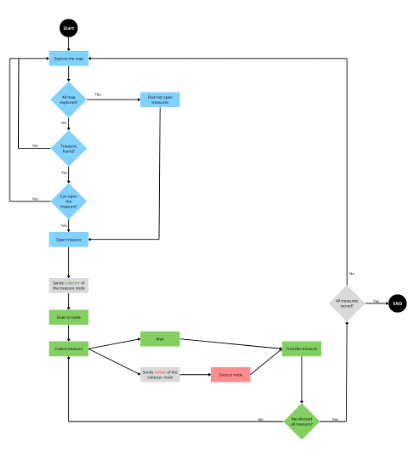 Start
Explore the map
All map
explored?
Yes
Find not open
treasures
No
Treasure
found?
No
Yes
Can open
the
treasure?
No
Yes
Open treasure
Sends collector of
the treasure node
Goes to node
Collect treasure
Wait
Sends carrier of the
collector node
Goes to node
Transfer treasure
Recollected
all treasure?
No
Yes
All treasures
stored?
No
Yes
END